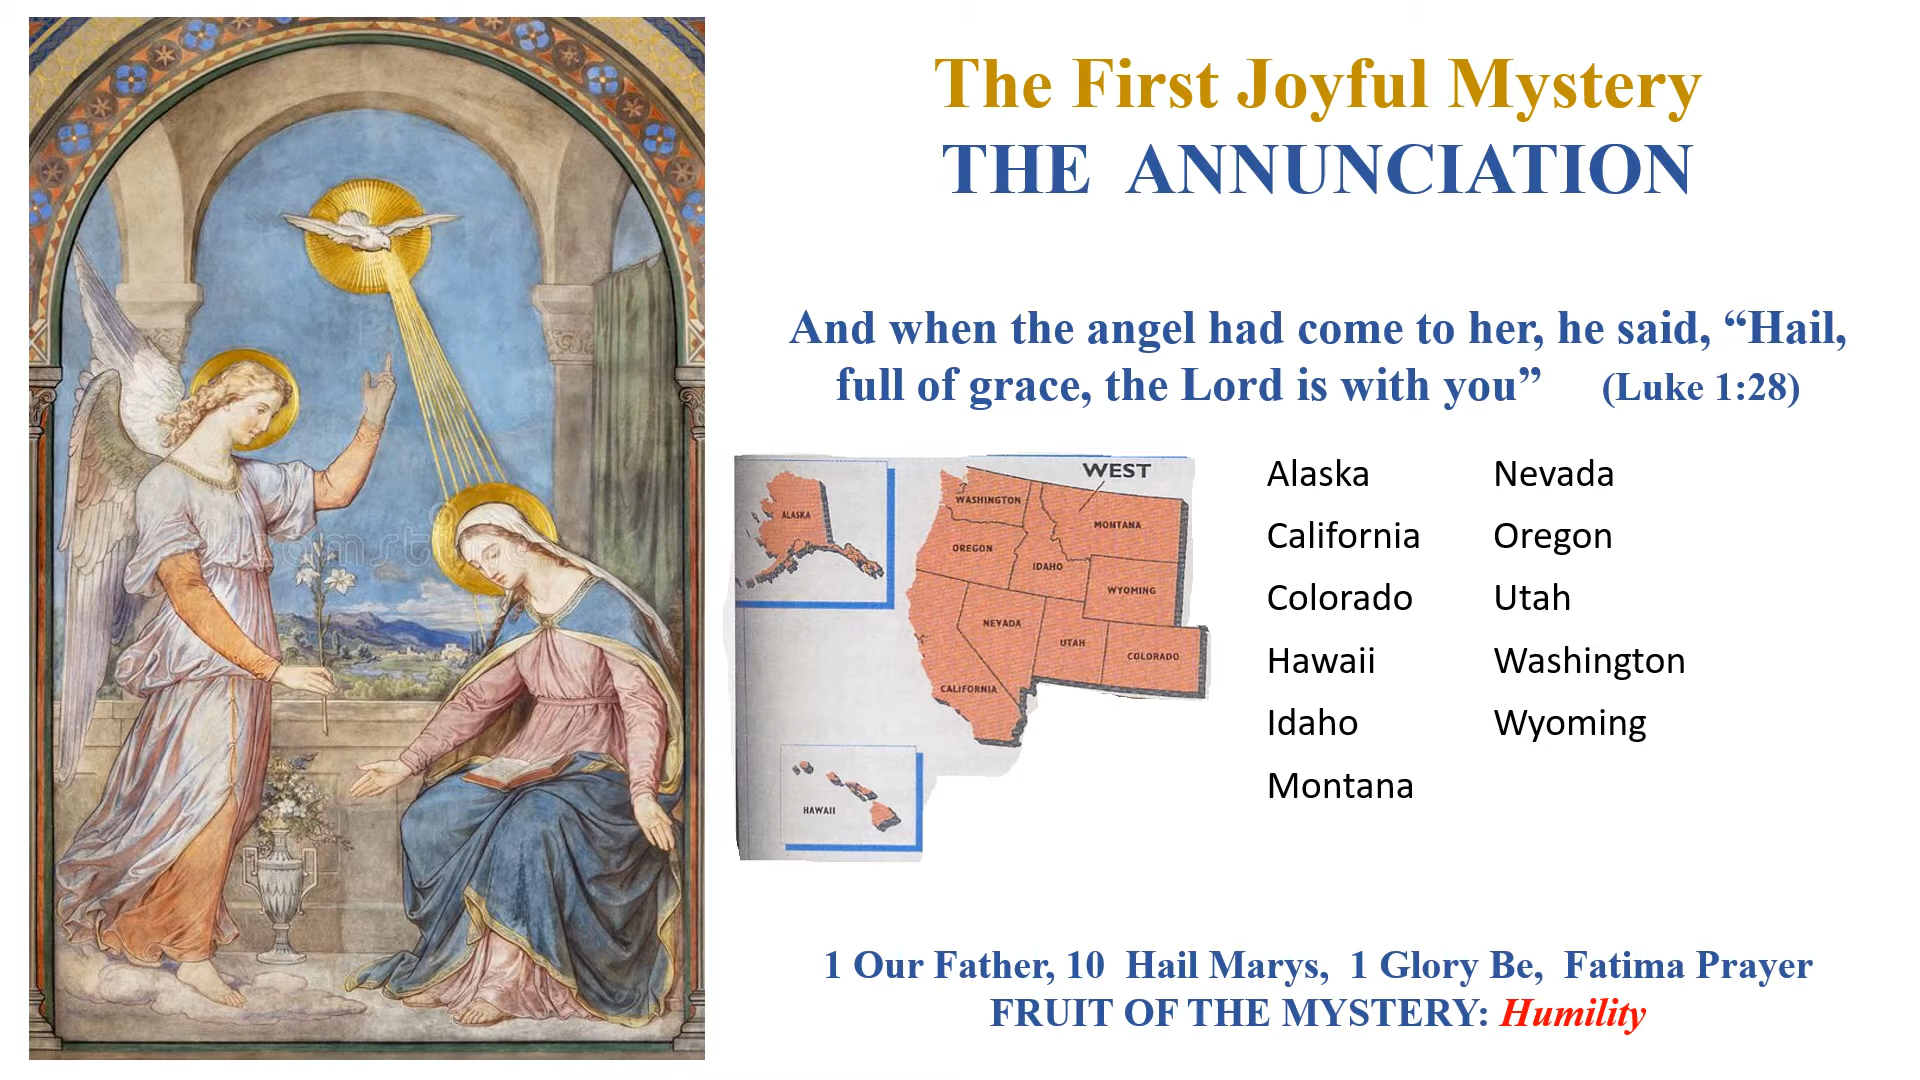 The First Joyful Mystery
THE ANNUNCIATION
And when the angel had come to her, he said, “Hail,
full of grace, the Lord is with you” (Luke 1:28)
WEST
ALASKA
WASHINGTON
MONTANA
OREGON
IDAHO
WYOMING
NEVADA
UTAH
COLORADO
CALIFORNIA
HAWAII
Alaska
California
Colorado
Hawaii
Idaho
Montana
Nevada
Oregon
Utah
Washington
Wyoming
1 Our Father, 10 Hail Marys, 1 Glory Be, Fatima Prayer
FRUIT OF THE MYSTERY: Humility